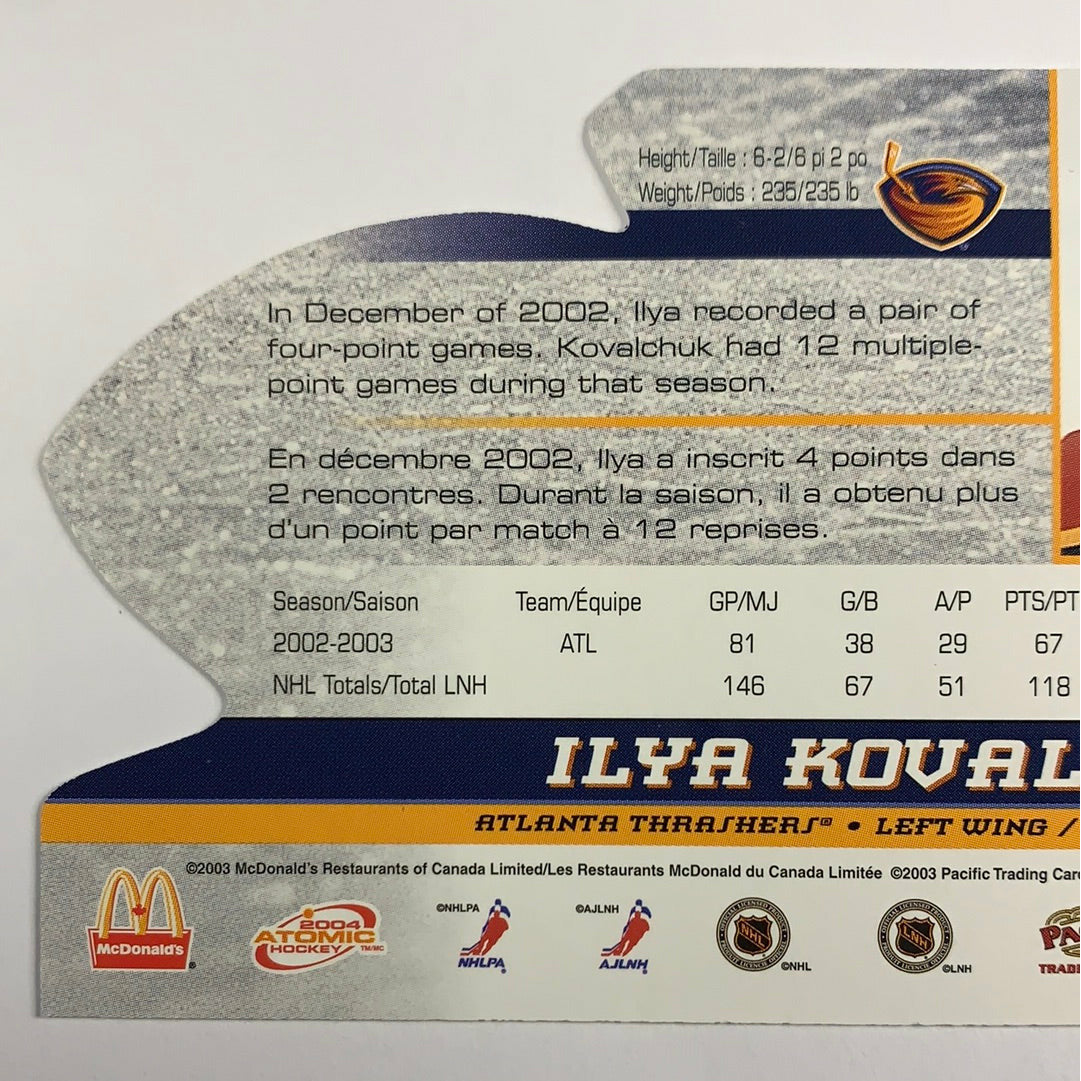 Height/Taille : 6-2/6 pi 2 po
Weight/Poids : 235/235 lb
In December of 2002, Ilya recorded a pair of
four-point games. Kovalchuk had 12 multiple-
point games during that season.
En décembre 2002, Ilya a inscrit 4 points dans
2 rencontres. Durant la saison, il a obtenu plus
d'un point par match à 12 reprises.
Season/Saison Team/Équipe GP/MJ G/B A/P PTS/PT
2002-2003 ATL 81 38 29 67
NHL Totals/Total LNH 146 67 51 118
ILYA KOVAL
ATLANTA THRASHERS • LEFT WING /
©2003 McDonald's Restaurants of Canada Limited/Les Restaurants McDonald du Canada Limitée ©2003 Pacific Trading Car
McDonald's ®
2004 ATOMIC HOCKEY TM/MC
©NHLPA NHLPA
©AJLNH AJLNH
NHL ©NHL
LNH ©LNH
PA
TRAD